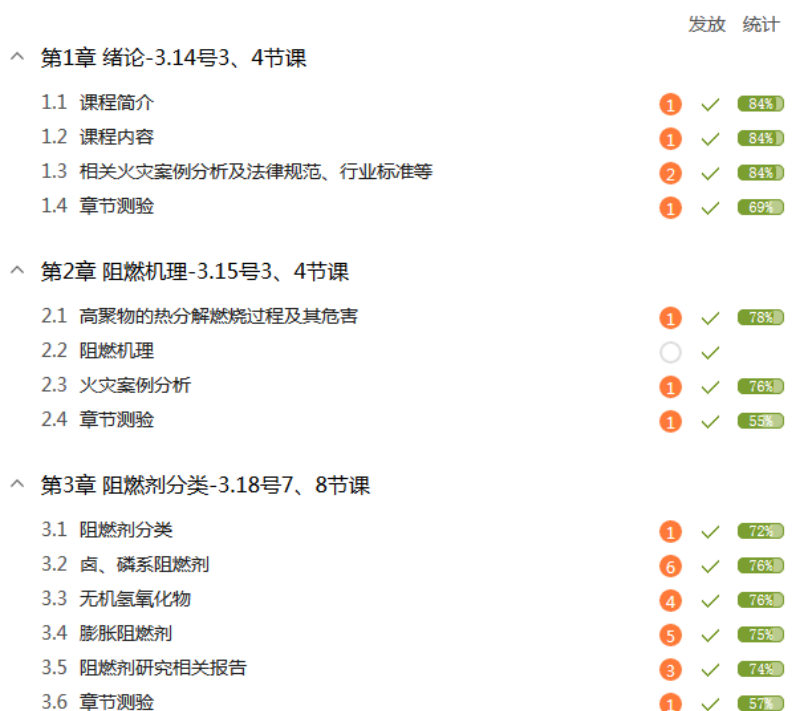 发放 统计
第1章 绪论-3.14号3、4节课
1.1 课程简介 1 84%
1.2 课程内容 1 84%
1.3 相关火灾案例分析及法律规范、行业标准等 2 84%
1.4 章节测验 1 69%
第2章 阻燃机理-3.15号3、4节课
2.1 高聚物的热分解燃烧过程及其危害 1 78%
2.2 阻燃机理
2.3 火灾案例分析 1 76%
2.4 章节测验 1 55%
第3章 阻燃剂分类-3.18号7、8节课
3.1 阻燃剂分类 1 72%
3.2 卤、磷系阻燃剂 6 76%
3.3 无机氢氧化物 4 76%
3.4 膨胀阻燃剂 5 75%
3.5 阻燃剂研究相关报告 3 74%
3.6 章节测验 1 57%